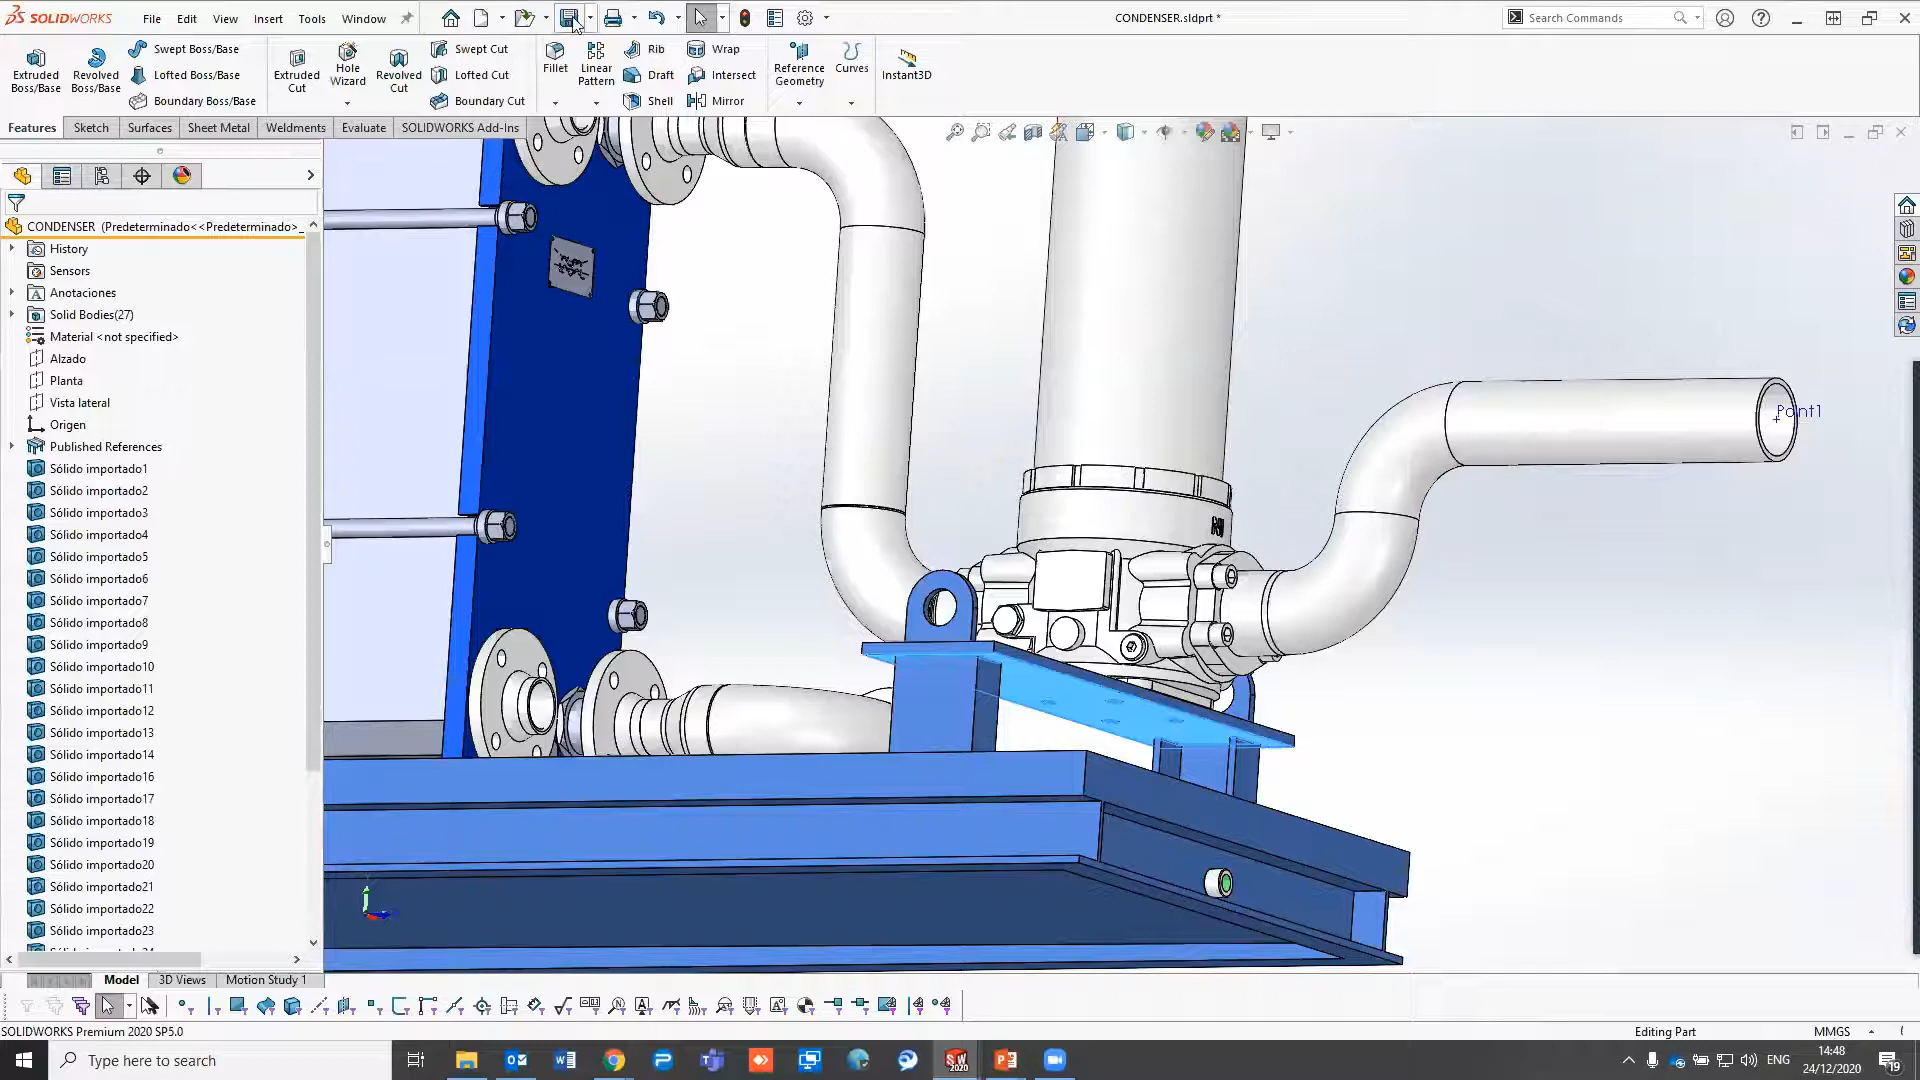 SOLIDWORKS
File Edit View Insert Tools Window
CONDENSER.sldprt *
Search Commands
Extruded Boss/Base
Revolved Boss/Base
Swept Boss/Base
Lofted Boss/Base
Boundary Boss/Base
Extruded Cut
Hole Wizard
Revolved Cut
Swept Cut
Lofted Cut
Boundary Cut
Fillet
Linear Pattern
Rib
Draft
Shell
Wrap
Intersect
Mirror
Reference Geometry
Curves
Instant3D
Features Sketch Surfaces Sheet Metal Weldments Evaluate SOLIDWORKS Add-Ins
CONDENSER (Predeterminado<<Predeterminado>_
History
Sensors
Anotaciones
Solid Bodies(27)
Material <not specified>
Alzado
Planta
Vista lateral
Origen
Published References
Sólido importado1
Sólido importado2
Sólido importado3
Sólido importado4
Sólido importado5
Sólido importado6
Sólido importado7
Sólido importado8
Sólido importado9
Sólido importado10
Sólido importado11
Sólido importado12
Sólido importado13
Sólido importado14
Sólido importado16
Sólido importado17
Sólido importado18
Sólido importado19
Sólido importado20
Sólido importado21
Sólido importado22
Sólido importado23
Point1
Model 3D Views Motion Study 1
SOLIDWORKS Premium 2020 SP5.0
Editing Part
MMGS
Type here to search
ENG
14:48
24/12/2020
19